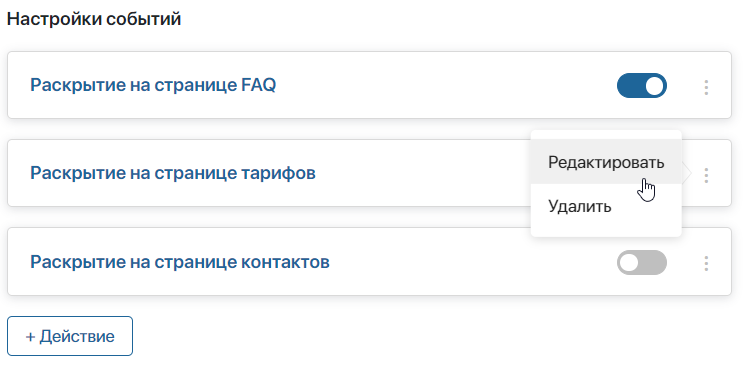 Настройки событий
Раскрытие на странице FAQ
Раскрытие на странице тарифов
Редактировать
Удалить
Раскрытие на странице контактов
+ Действие